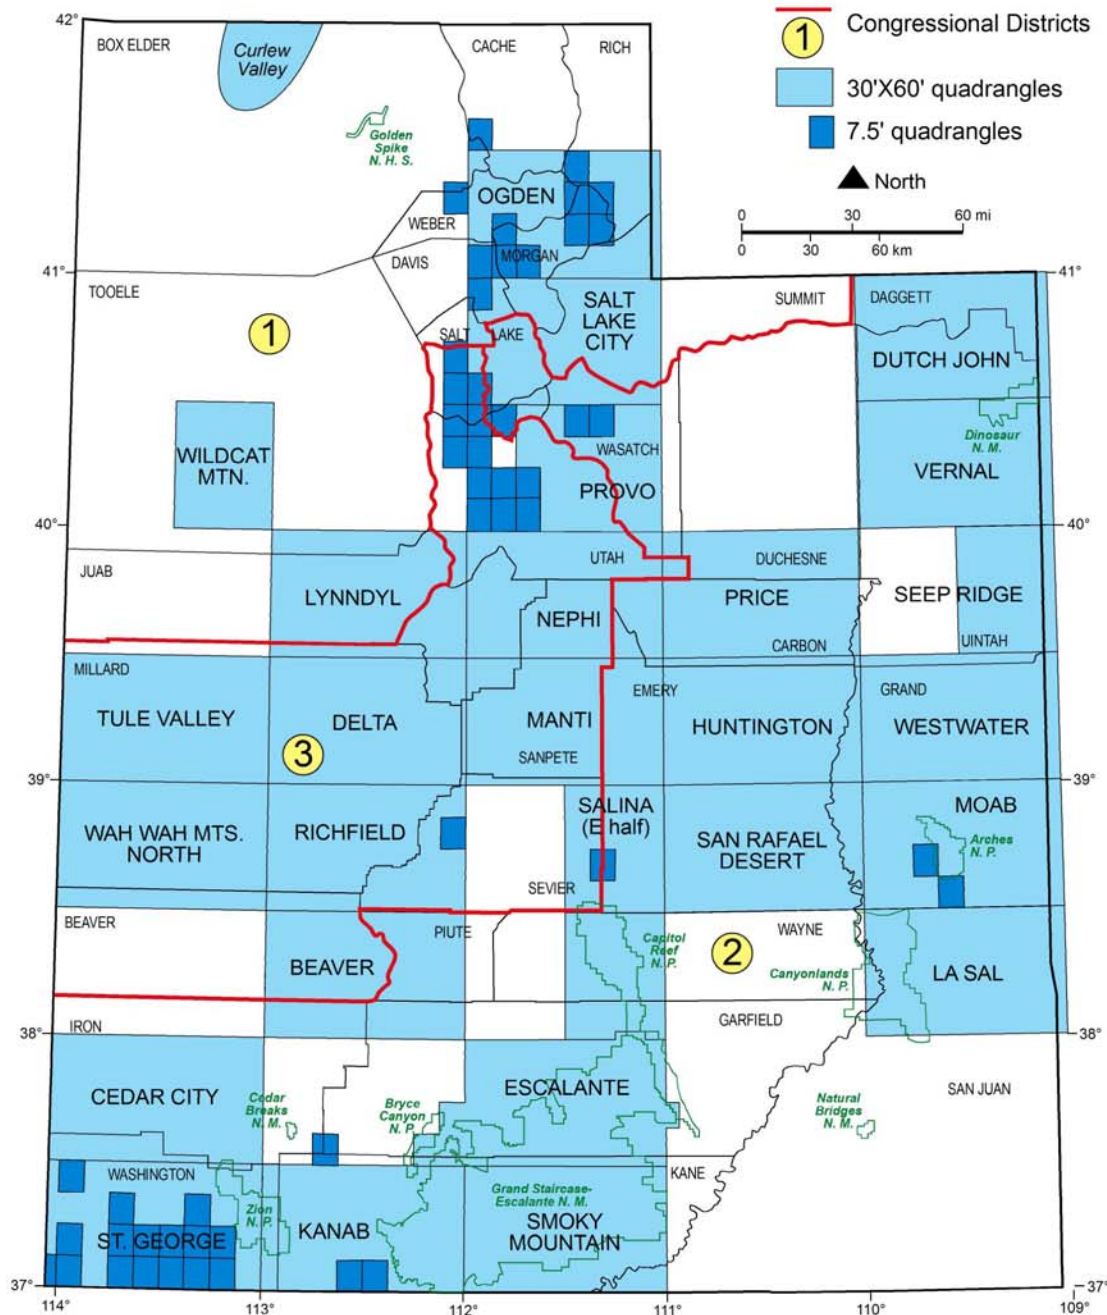 42°
BOX ELDER
Curlew
Valley
CACHE
RICH
1
Congressional Districts
30'X60' quadrangles
7.5' quadrangles
North
0
30
60 mi
0
30
60 km
Golden
Spike
N. H. S.
OGDEN
WEBER
DAVIS
MORGAN
41°
41°
TOOELE
1
SALT LAKE
SALT
LAKE
CITY
SUMMIT
DAGGETT
DUTCH JOHN
Dinosaur
N. M.
WILDCAT
MTN.
WASATCH
PROVO
VERNAL
40°
40°
JUAB
LYNNDYL
UTAH
NEPHI
DUCHESNE
PRICE
CARBON
SEEP RIDGE
UINTAH
MILLARD
TULE VALLEY
DELTA
3
MANTI
SANPETE
EMERY
HUNTINGTON
GRAND
WESTWATER
39°
39°
WAH WAH MTS.
NORTH
RICHFIELD
SALINA
(E half)
SEVIER
SAN RAFAEL
DESERT
MOAB
Arches
N. P.
BEAVER
BEAVER
PIUTE
Capitol
Reef
N. P.
2
WAYNE
Canyonlands
N. P.
LA SAL
38°
38°
IRON
GARFIELD
CEDAR CITY
Cedar
Breaks
N. M.
Bryce
Canyon
N. P.
ESCALANTE
Natural
Bridges
N. M.
SAN JUAN
WASHINGTON
Zion
N. P.
ST. GEORGE
KANAB
Grand Staircase-
Escalante N. M.
SMOKY
MOUNTAIN
KANE
37°
37°
114°
113°
112°
111°
110°
109°